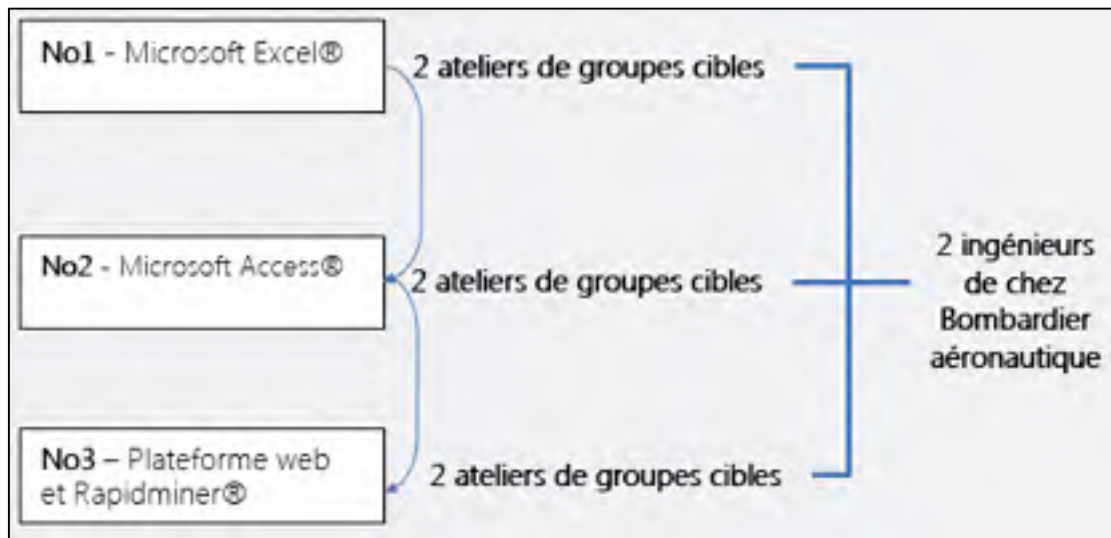 No1 - Microsoft Excel®
2 ateliers de groupes cibles
No2 - Microsoft Access®
2 ateliers de groupes cibles
No3 – Plateforme web
et Rapidminer®
2 ateliers de groupes cibles
2 ingénieurs
de chez
Bombardier
aéronautique